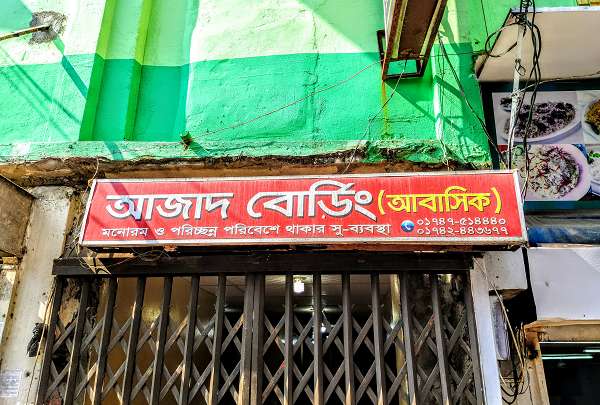 আজাদ বোর্ডিং (আবাসিক)
মনোরম ও পরিচ্ছন্ন পরিবেশে থাকার সু-ব্যবস্থা
০১৭৪৭-৫১৪৪৪০
০১৭৪২-৪৪৩৬৭৭